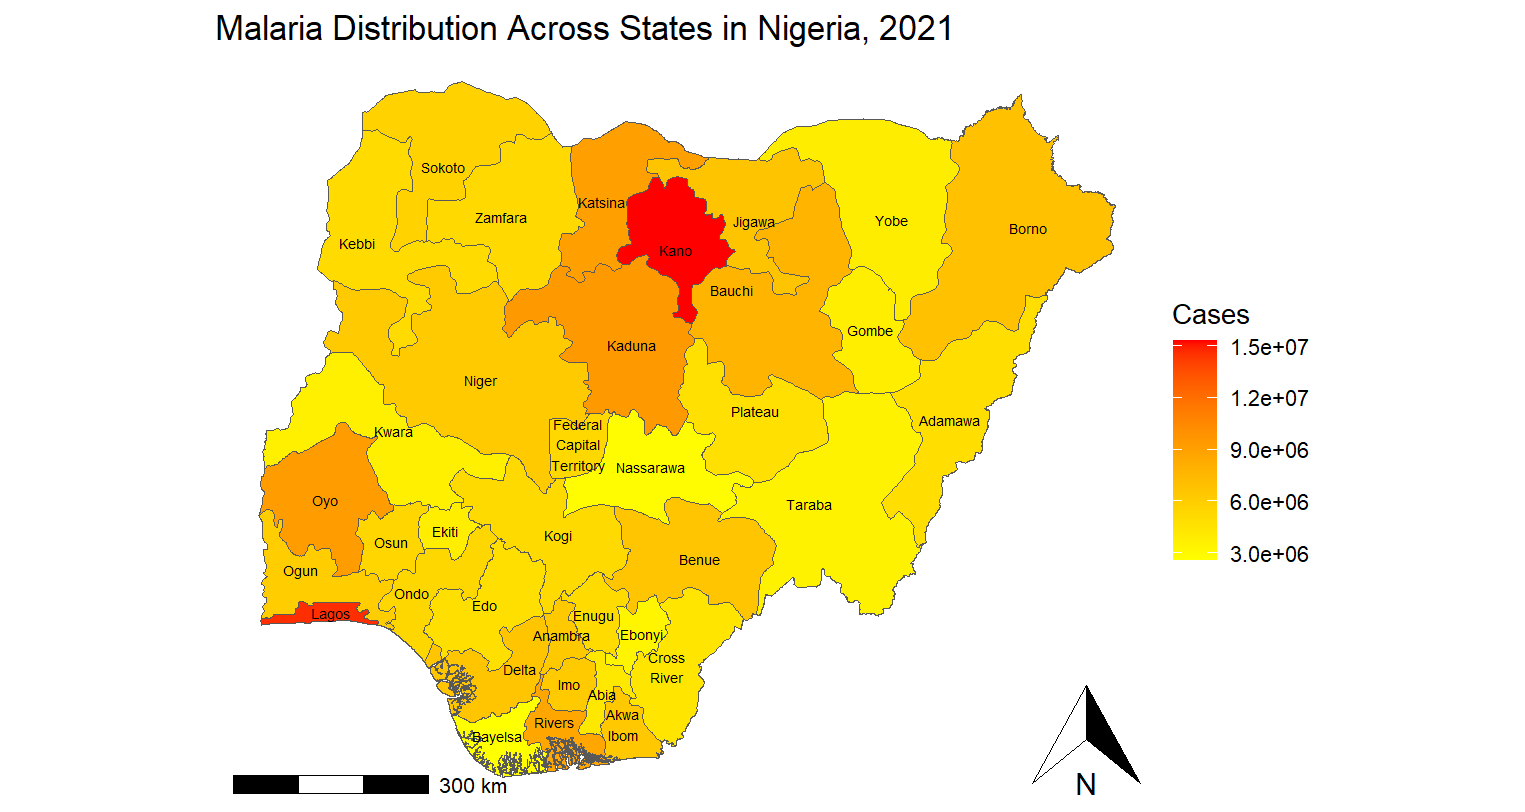 Malaria Distribution Across States in Nigeria, 2021
Sokoto
Katsina
Zamfara
Jigawa
Yobe
Borno
Kebbi
Kano
Bauchi
Gombe
Kaduna
Niger
Plateau
Adamawa
Kwara
Federal
Capital
Territory
Nassarawa
Oyo
Taraba
Ekiti
Kogi
Osun
Benue
Ogun
Ondo
Edo
Lagos
Enugu
Anambra
Ebonyi
Cross
River
Delta
Imo
Abia
Akwa
Ibom
Rivers
Bayelsa
Cases
1.5e+07
1.2e+07
9.0e+06
6.0e+06
3.0e+06
300 km
N